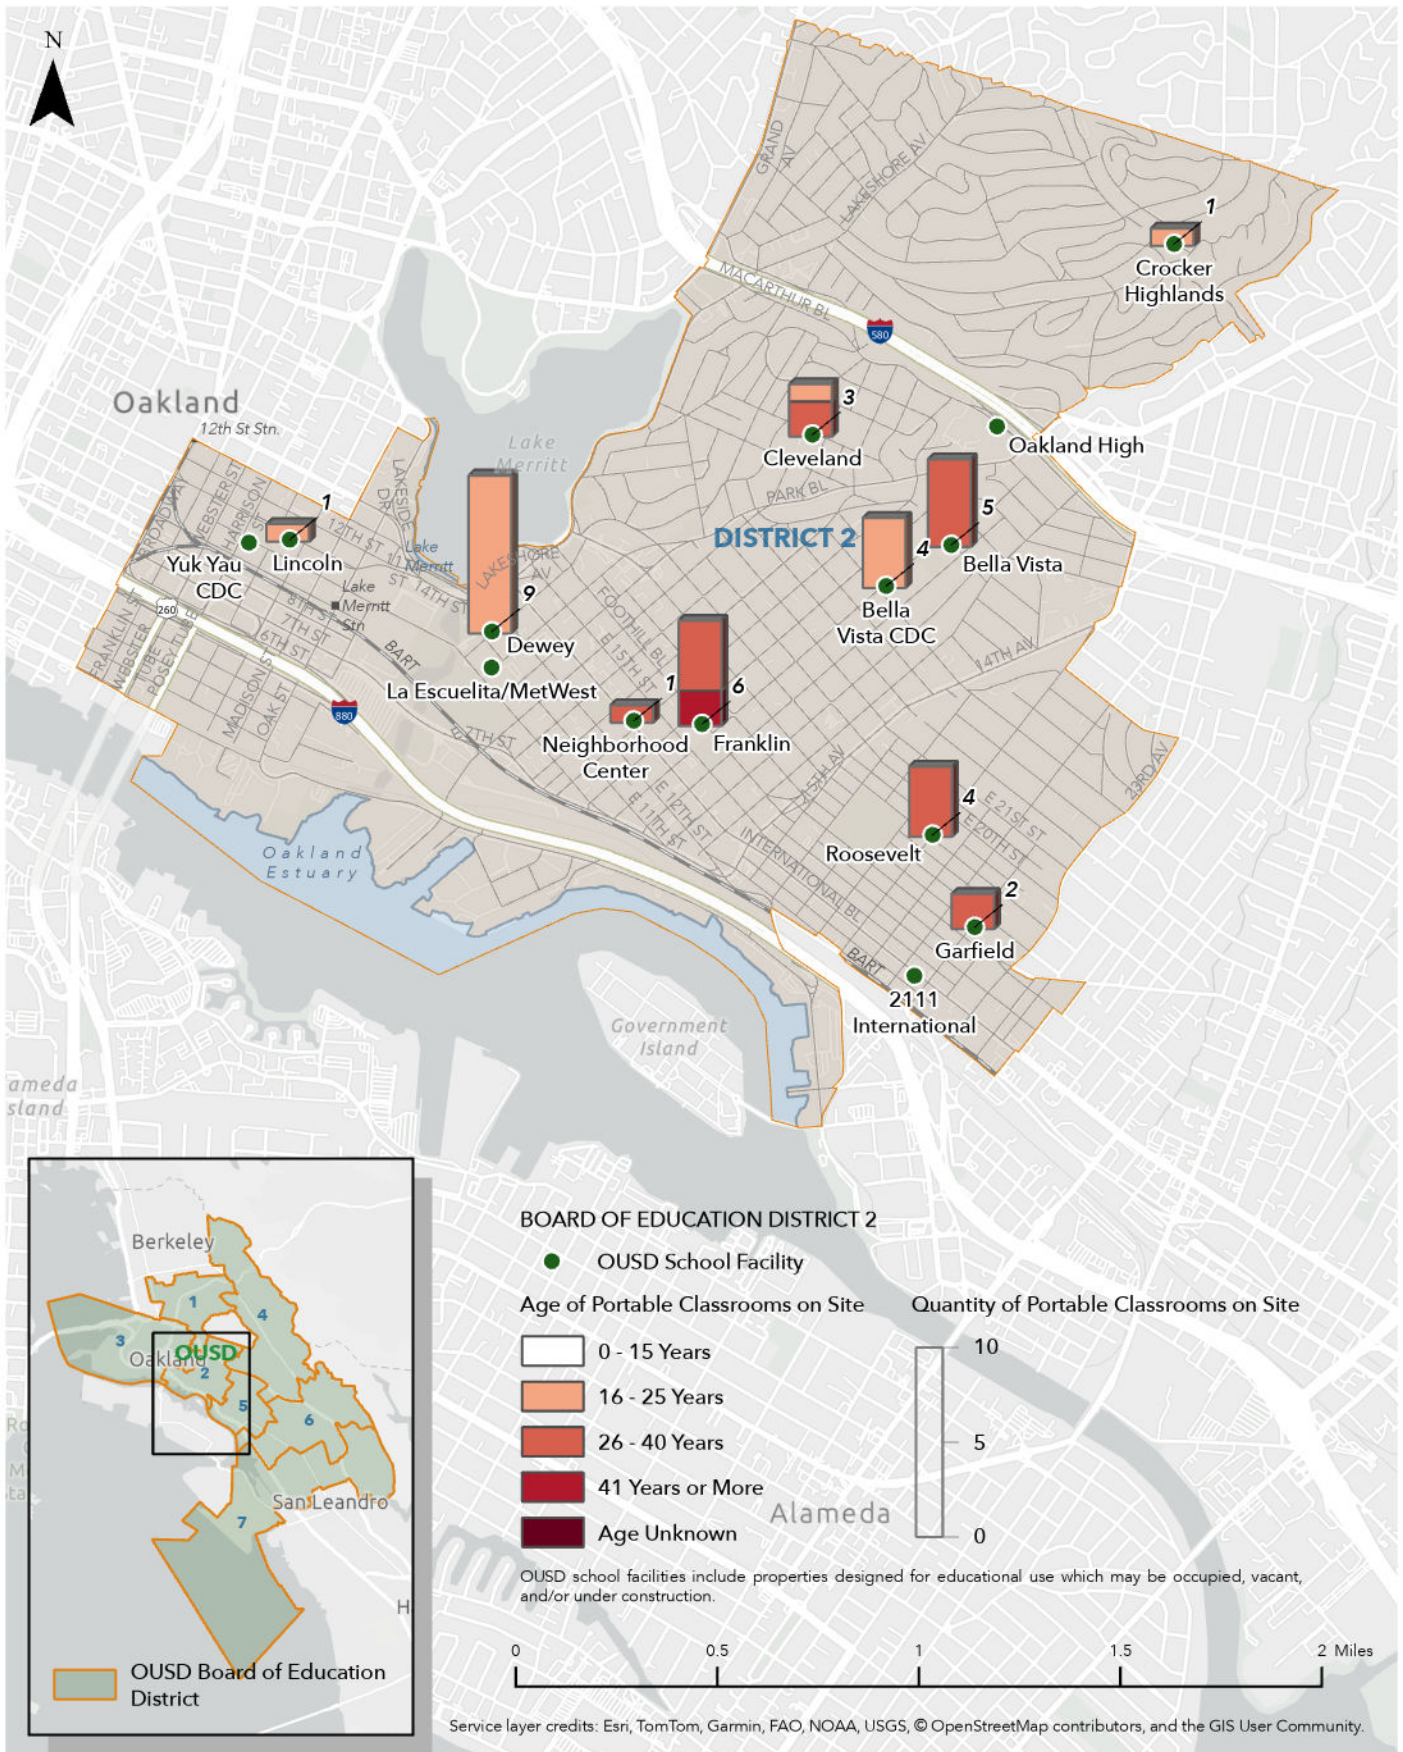 N
GRAND
AV
LAKESHORE AV
1
Crocker
Highlands
MACARTHUR BL
580
Oakland
12th St Stn.
Lake
Merritt
3
Cleveland
Oakland High
PARK BL
DISTRICT 2
5
Bella Vista
4
Bella
Vista CDC
BROADWAY
WEBSTER ST
HARRISON
ST
LAKESIDE
DR
1
12TH ST
11
ST
14TH ST
Lake
Merritt
LAKESHORE
AV
Yuk Yau
CDC
Lincoln
Lake
Merritt
Stn
260
8TH ST
7TH ST
6TH ST
BART
9
Dewey
La Escuelita/MetWest
FOOTHILL BL
E 15TH ST
14TH AV
FRANKLIN ST
WEBSTER
TUBE
POSEY TUBE
MADISON ST
OAK ST
880
E 7TH ST
1
Neighborhood
Center
6
Franklin
E 12TH ST
E 11TH ST
15TH AV
23RD AV
4
Roosevelt
E 21ST ST
E 20TH ST
INTERNATIONAL BL
2
Garfield
BART
2111
International
Oakland
Estuary
Government
Island
ameda
sland
Berkeley
1
4
3
Oakland
OUSD
2
5
6
San Leandro
7
OUSD Board of Education
District
BOARD OF EDUCATION DISTRICT 2
OUSD School Facility
Age of Portable Classrooms on Site
0 - 15 Years
16 - 25 Years
26 - 40 Years
41 Years or More
Age Unknown
Quantity of Portable Classrooms on Site
10
5
0
Alameda
OUSD school facilities include properties designed for educational use which may be occupied, vacant,
and/or under construction.
0 0.5 1 1.5 2 Miles
Service layer credits: Esri, TomTom, Garmin, FAO, NOAA, USGS, © OpenStreetMap contributors, and the GIS User Community.